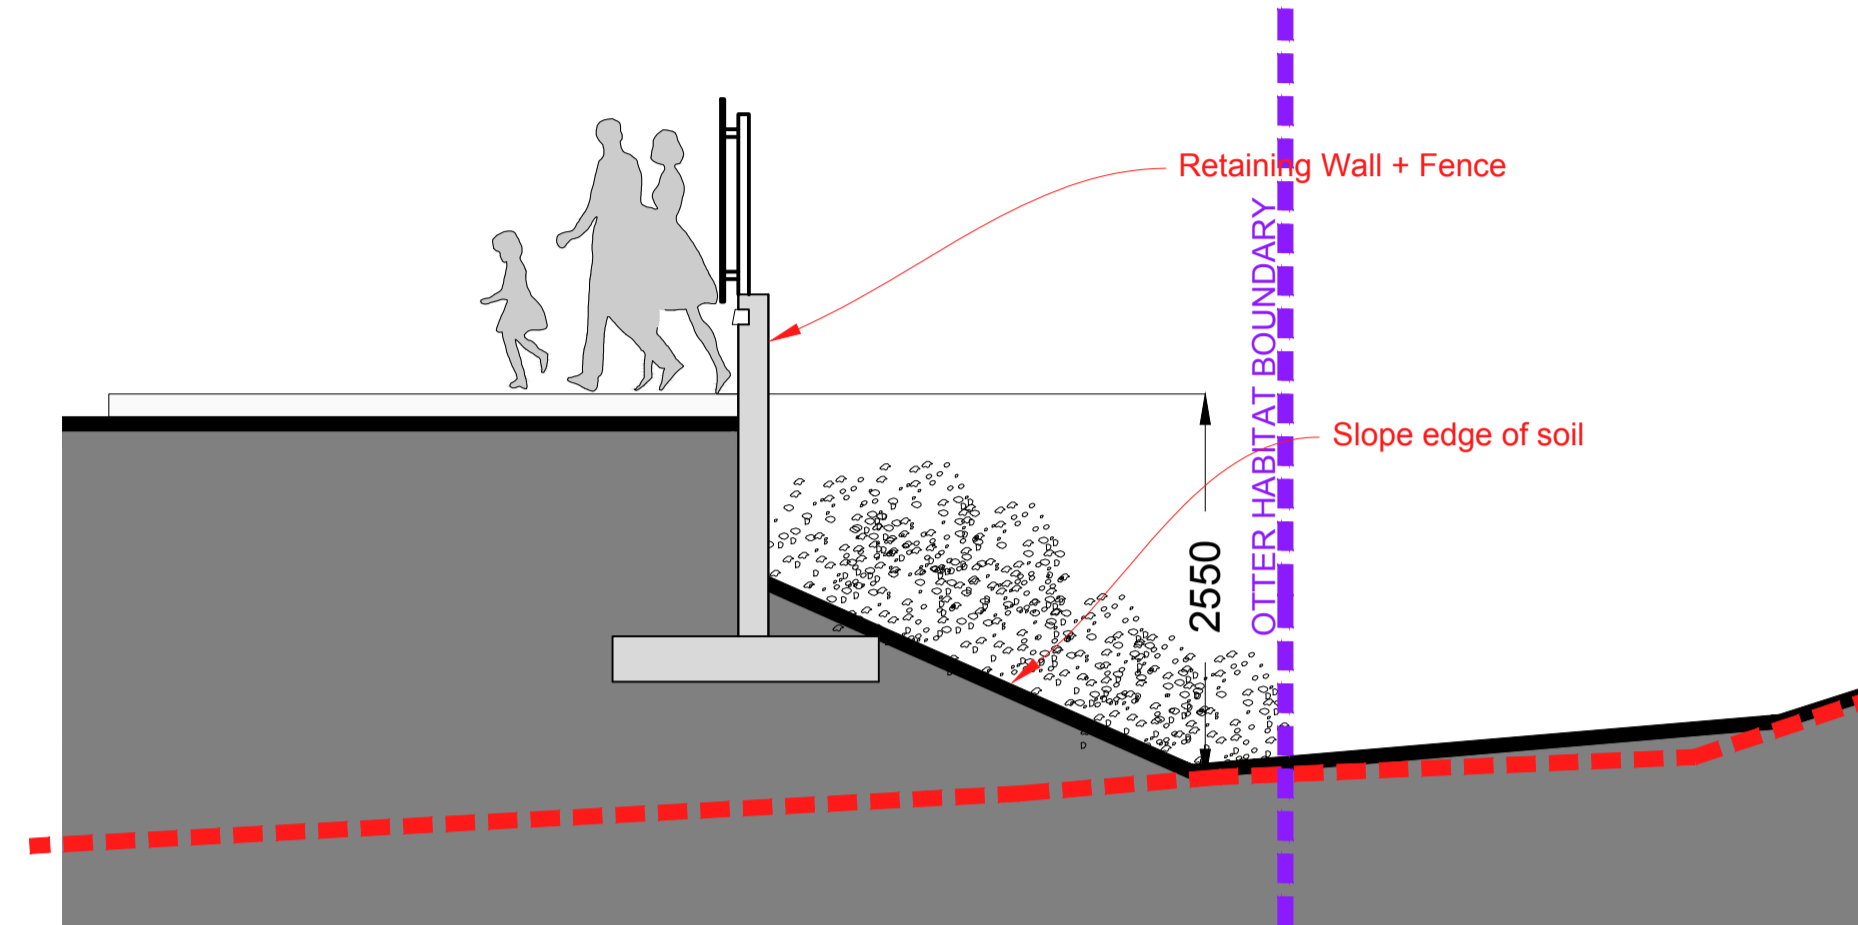 Retaining Wall + Fence
OTTER HABITAT BOUNDARY
Slope edge of soil
2550